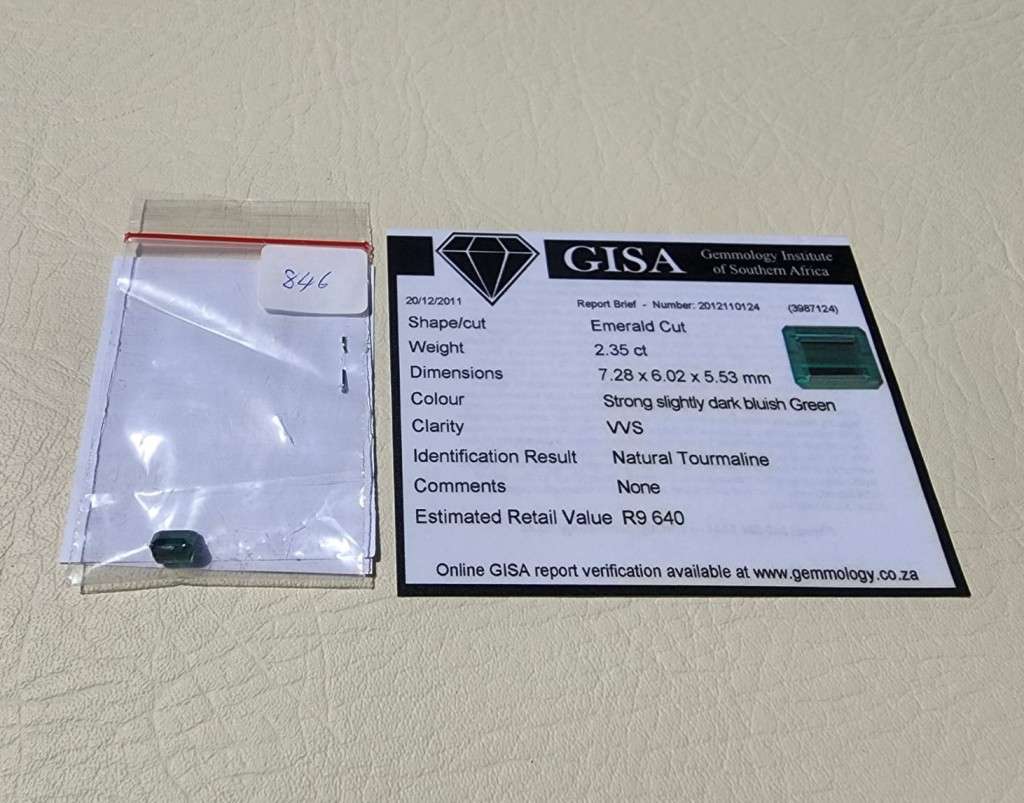 846
GISA
Gemmology Institute
of Southern Africa
20/12/2011 Report Brief - Number: 2012110124 (3987124)
Shape/cut Emerald Cut
Weight 2.35 ct
Dimensions 7.28 x 6.02 x 5.53 mm
Colour Strong slightly dark bluish Green
Clarity VVS
Identification Result Natural Tourmaline
Comments None
Estimated Retail Value R9 640
Online GISA report verification available at www.gemmology.co.za